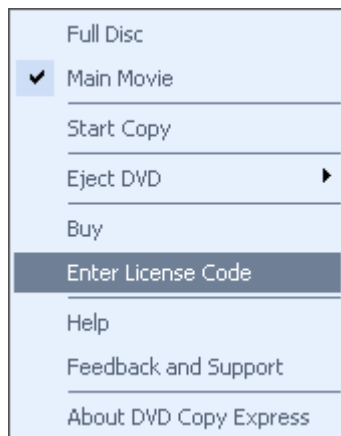 Full Disc
Main Movie
Start Copy
Eject DVD
Buy
Enter License Code
Help
Feedback and Support
About DVD Copy Express